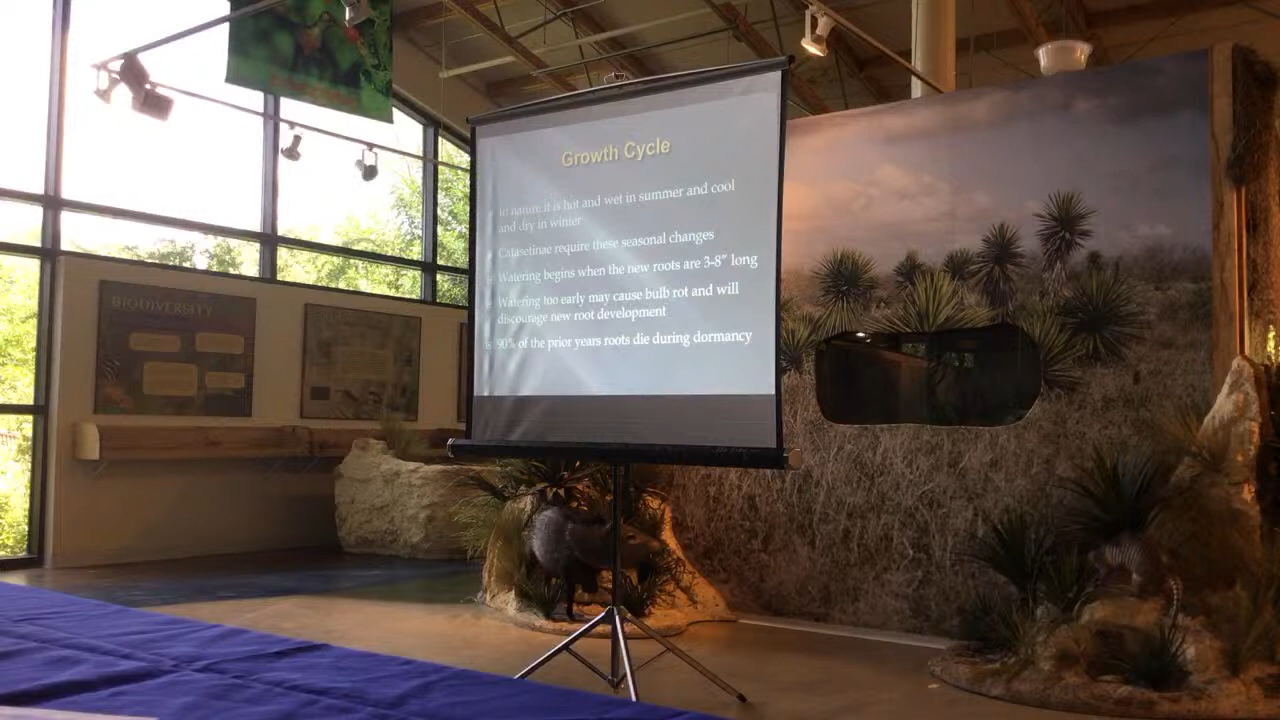 Growth Cycle
In nature it is hot and wet in summer and cool
and dry in winter
Catasetinae require these seasonal changes
Watering begins when the new roots are 3-8” long
Watering too early may cause bulb rot and will
discourage new root development
90% of the prior years roots die during dormancy
BIODIVERSITY